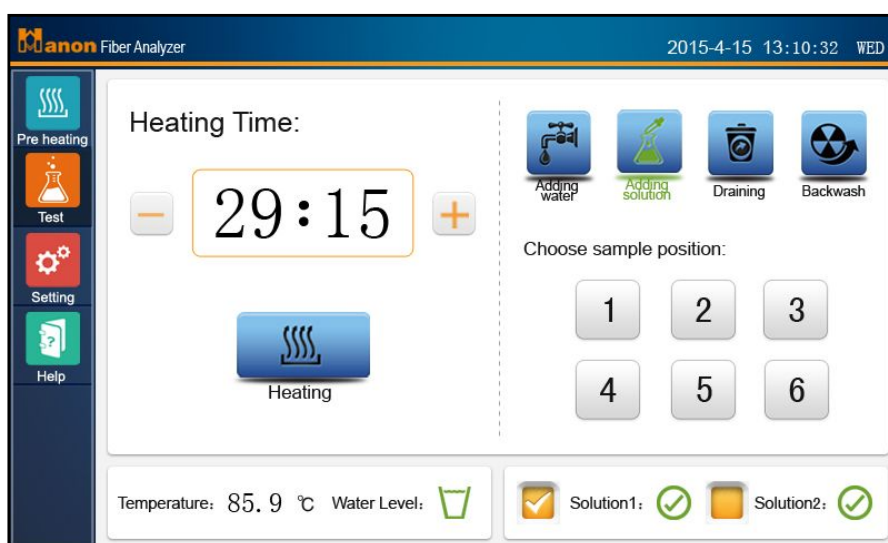 Hanon Fiber Analyzer
2015-4-15 13:10:32 WED
Pre heating
Test
Setting
Help
Heating Time:
− 29:15 +
Heating
Adding
water
Adding
solution
Draining
Backwash
Choose sample position:
1 2 3
4 5 6
Temperature: 85.9 ℃ Water Level:
Solution1: Solution2: